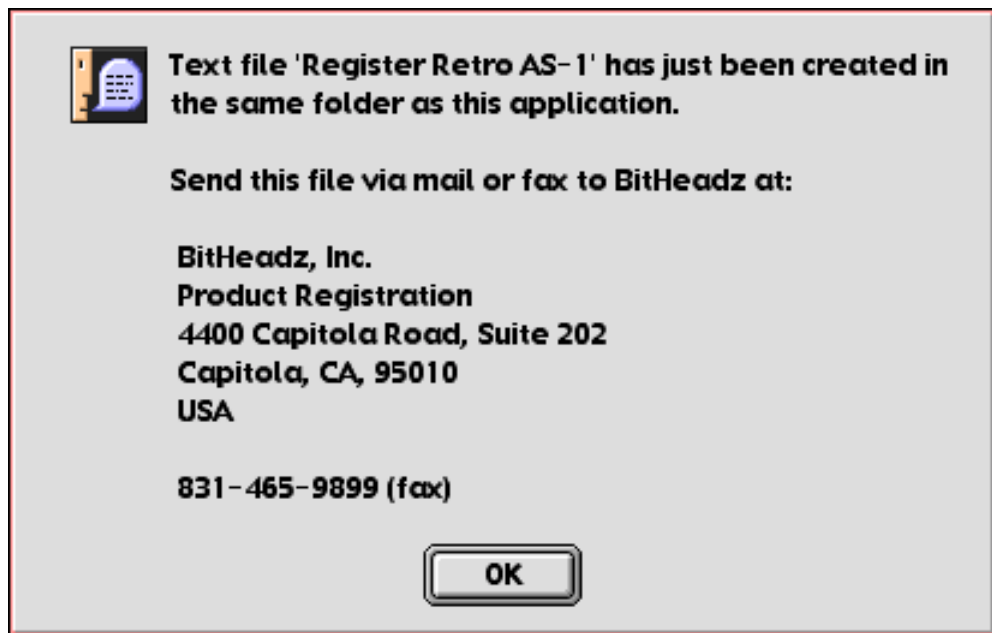 Text file 'Register Retro AS-1' has just been created in
the same folder as this application.
Send this file via mail or fax to BitHeadz at:
BitHeadz, Inc.
Product Registration
4400 Capitola Road, Suite 202
Capitola, CA, 95010
USA
831-465-9899 (fax)
OK